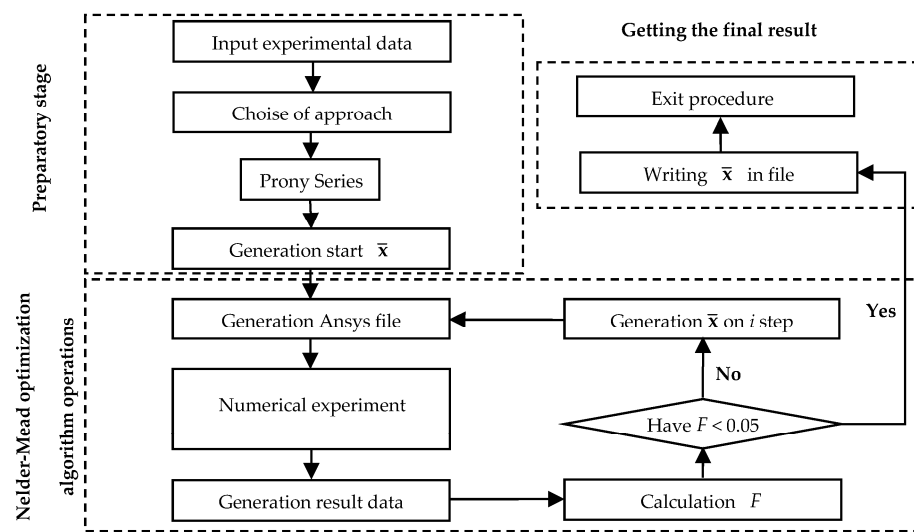 Preparatory stage
Input experimental data
Choise of approach
Prony Series
Generation start x̄
Getting the final result
Exit procedure
Writing x̄ in file
Nelder-Mead optimization
algorithm operations
Generation Ansys file
Numerical experiment
Generation result data
Generation x̄ on i step
No
Yes
Have F < 0.05
Calculation F